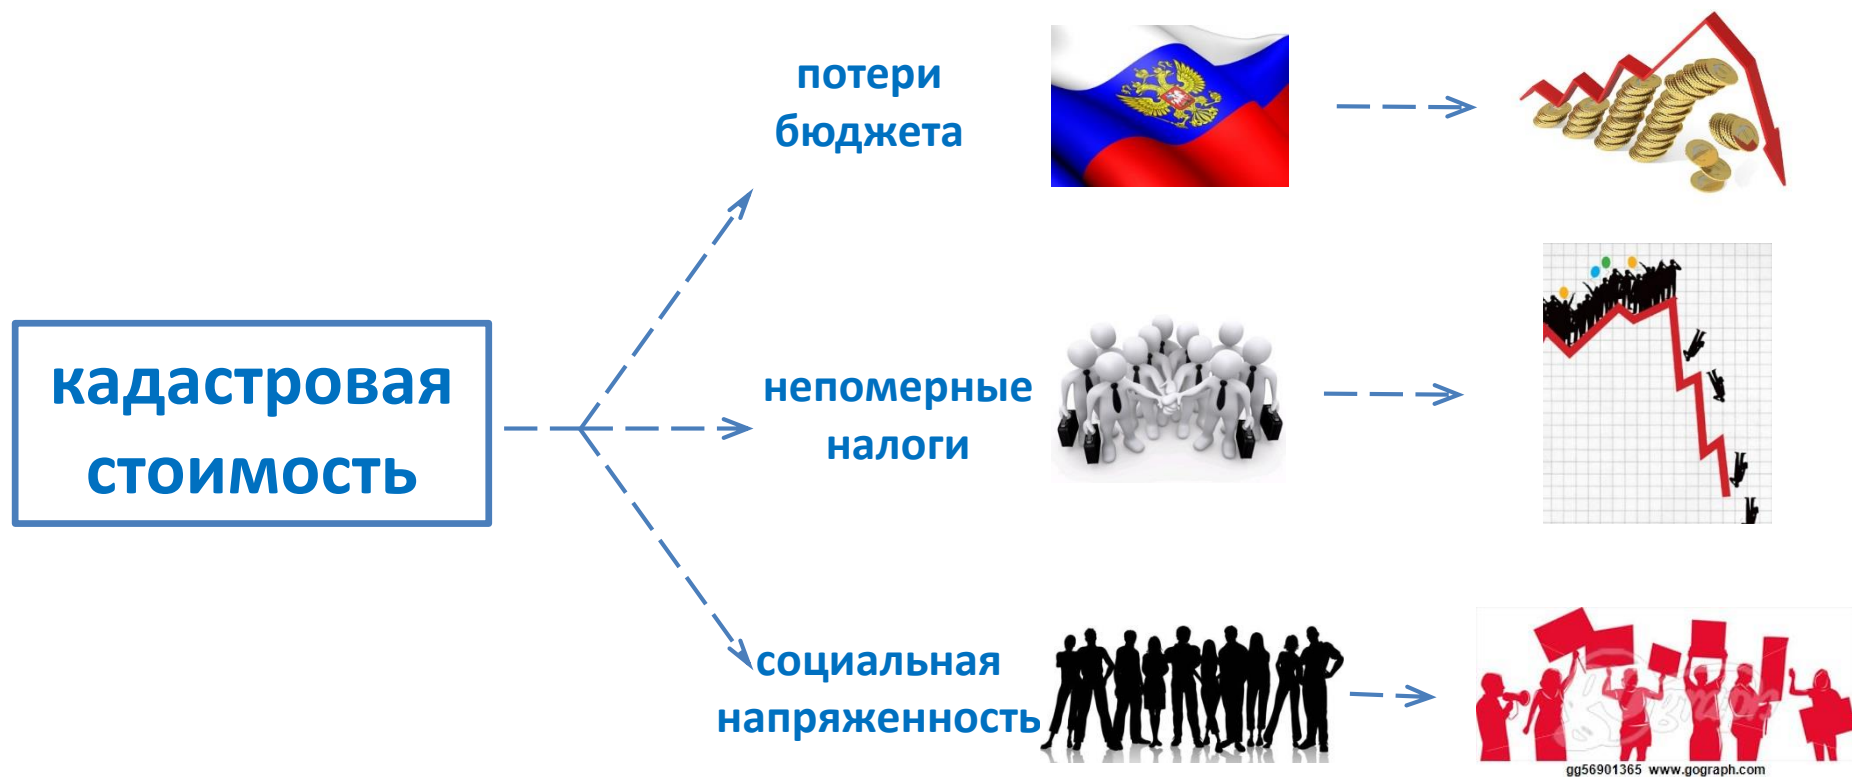 потери
бюджета
кадастровая
стоимость
непомерные
налоги
социальная
напряженность
gg56901365 www.gograph.com